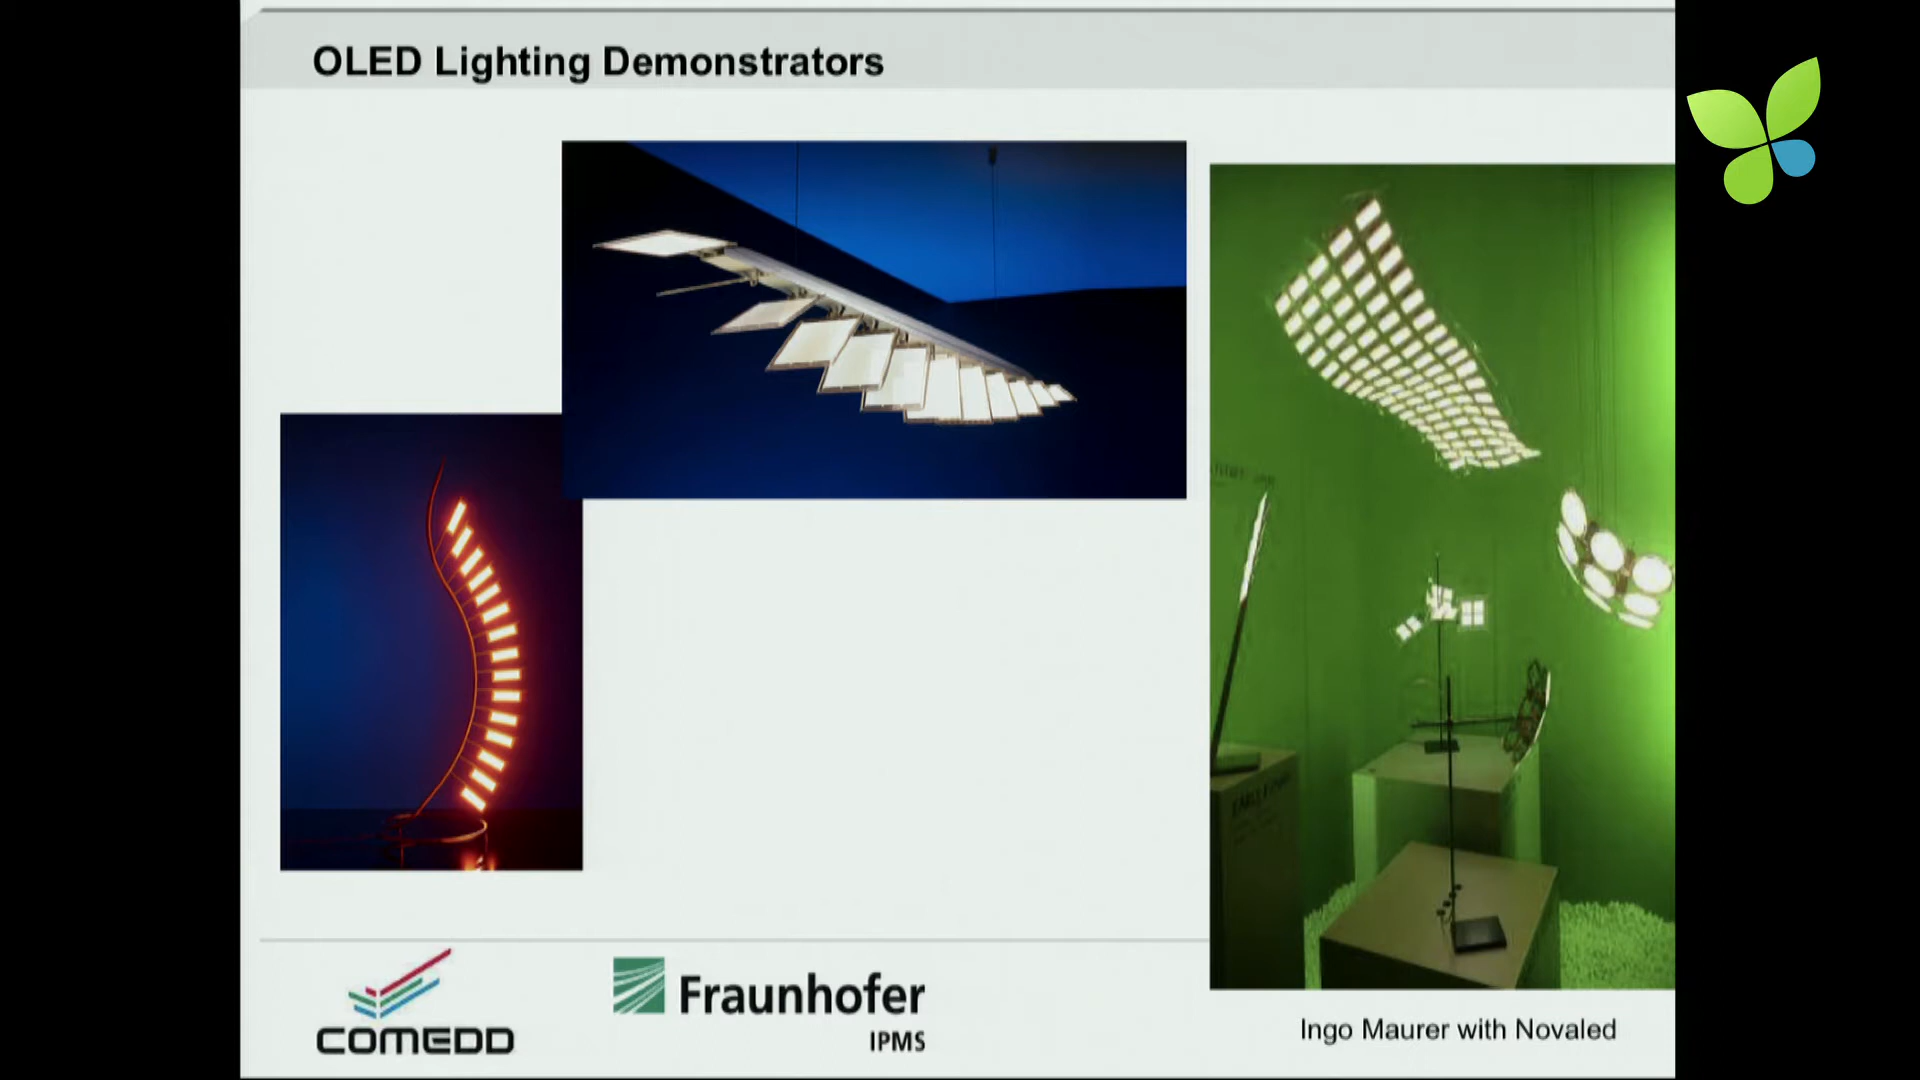 OLED Lighting Demonstrators
COMEDD
Fraunhofer
IPMS
Ingo Maurer with Novaled